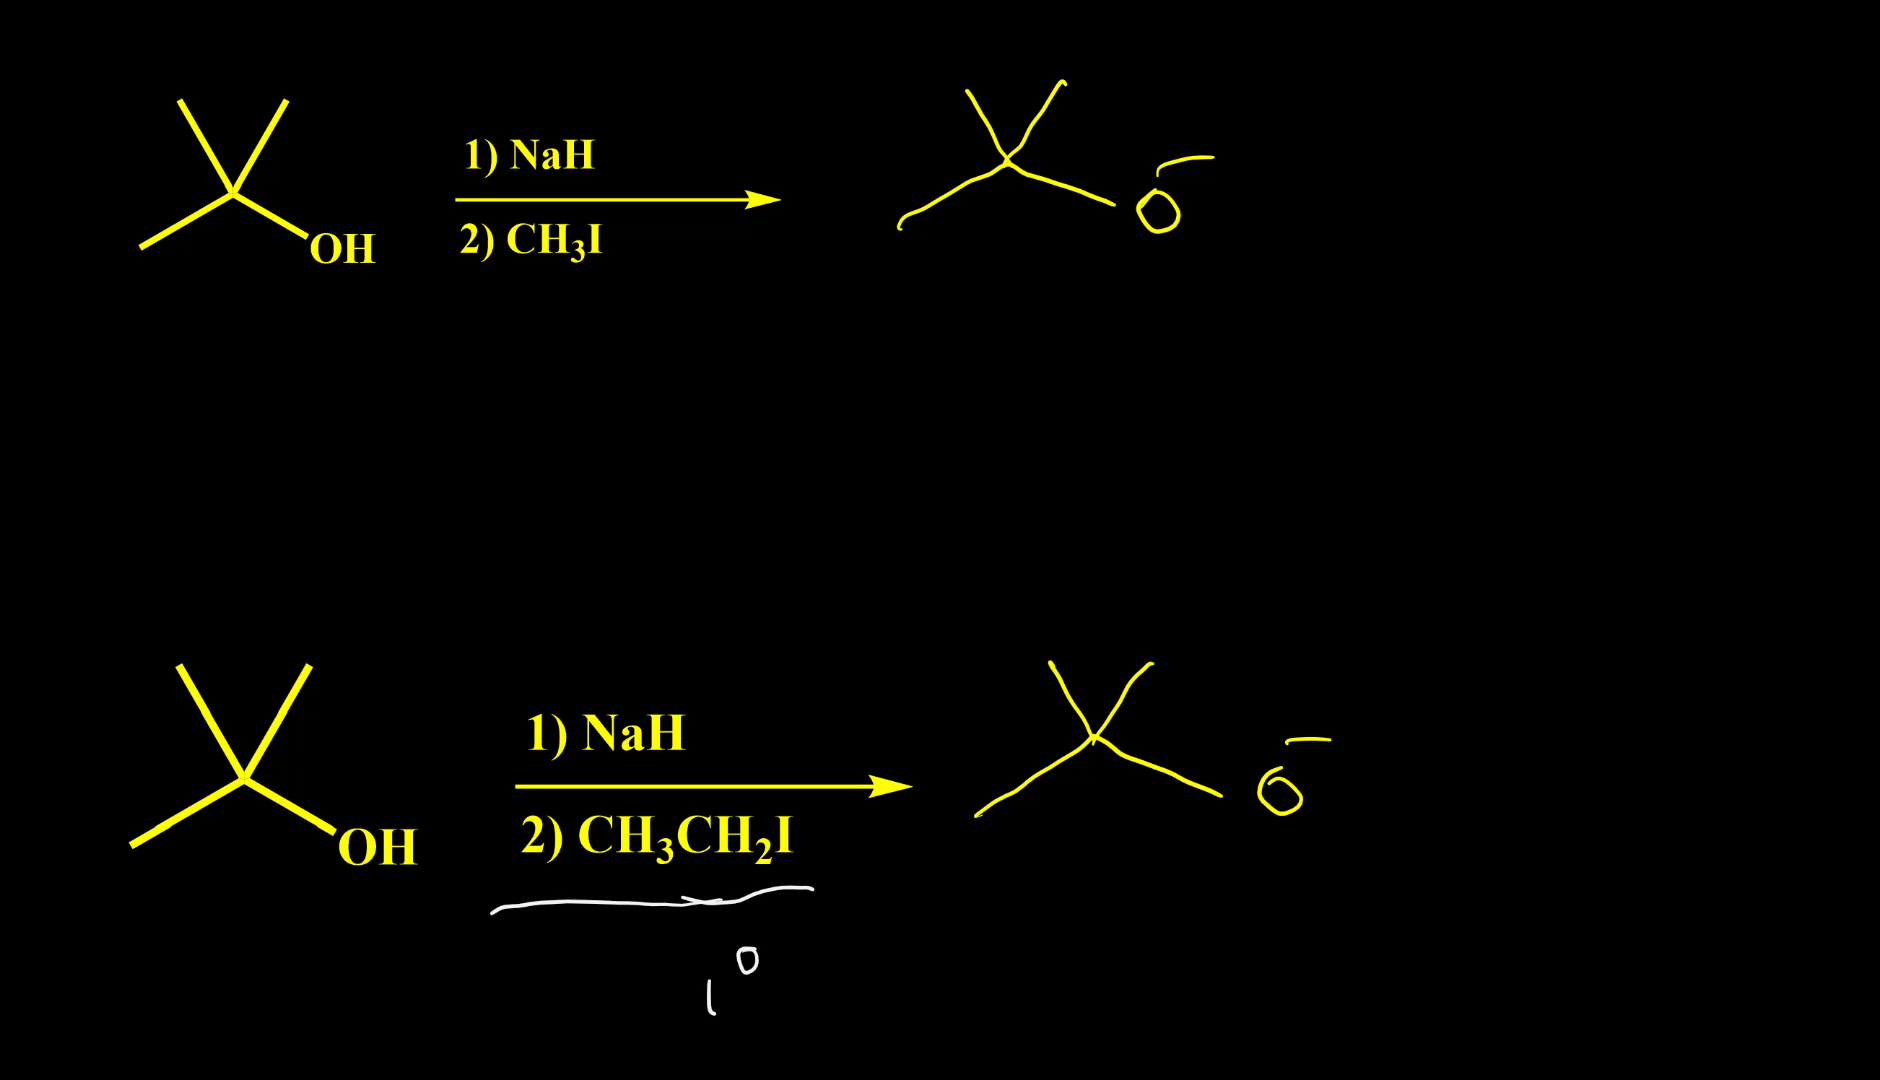 1) NaH
OH
2) CH₃I
O⁻
1) NaH
OH
2) CH₃CH₂I
O⁻
1°